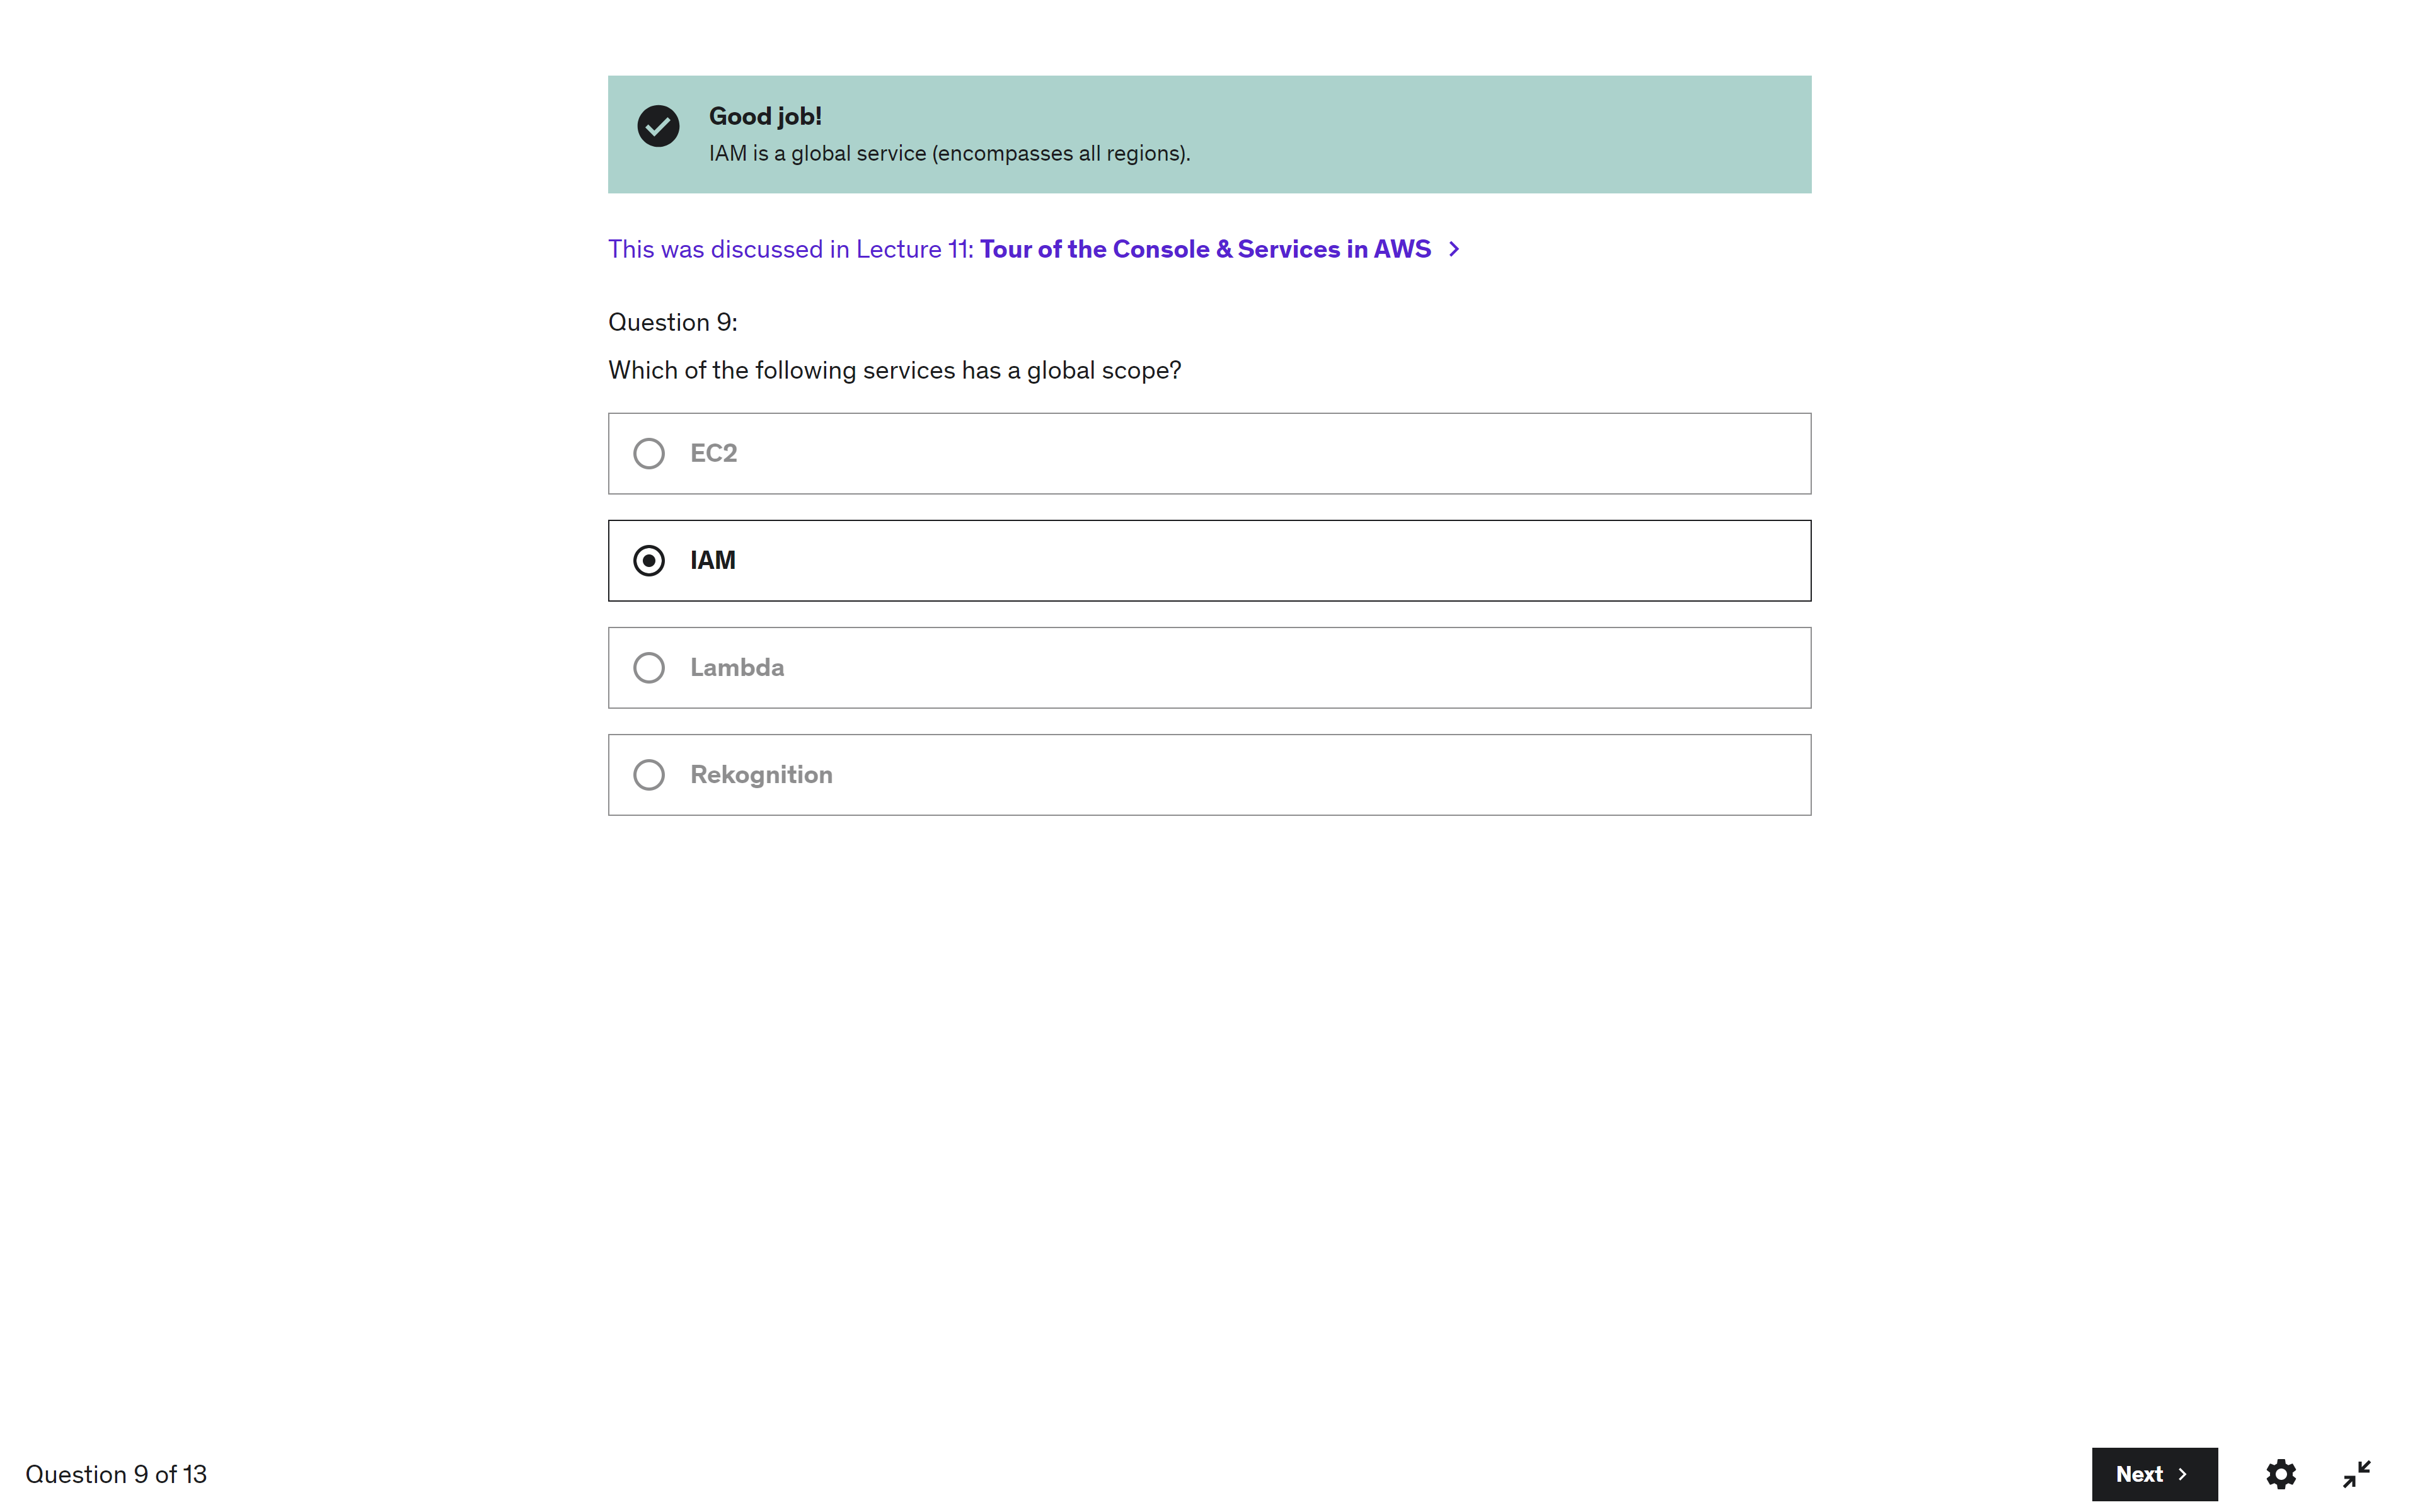 Good job!
IAM is a global service (encompasses all regions).
This was discussed in Lecture 11: Tour of the Console & Services in AWS
Question 9:
Which of the following services has a global scope?
EC2
IAM
Lambda
Rekognition
Question 9 of 13
Next